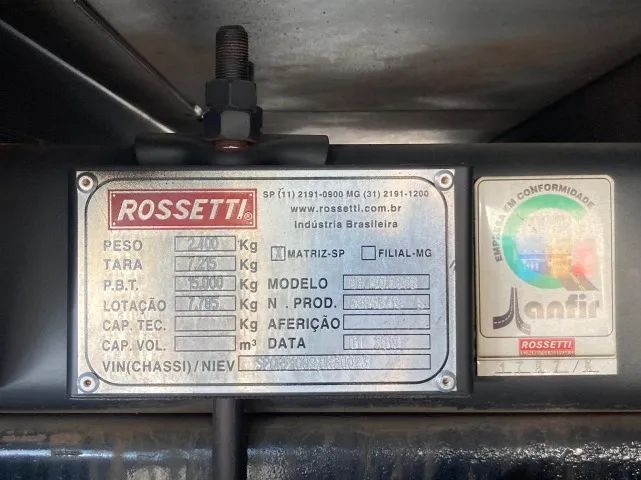 ROSSETTI®
SP (11) 2191-0900 MG (31) 2191-1200
www.rossetti.com.br
Indústria Brasileira
X MATRIZ-SP FILIAL-MG
PESO 2.400 Kg
TARA 7.215 Kg
P.B.T. 15.000 Kg
LOTAÇÃO 7.785 Kg
CAP. TEC. Kg
CAP. VOL. m³
MODELO
N . PROD.
AFERIÇÃO
DATA
VIN(CHASSI)/NIEV
EMPRESA EM CONFORMIDADE
Janfir
ROSSETTI